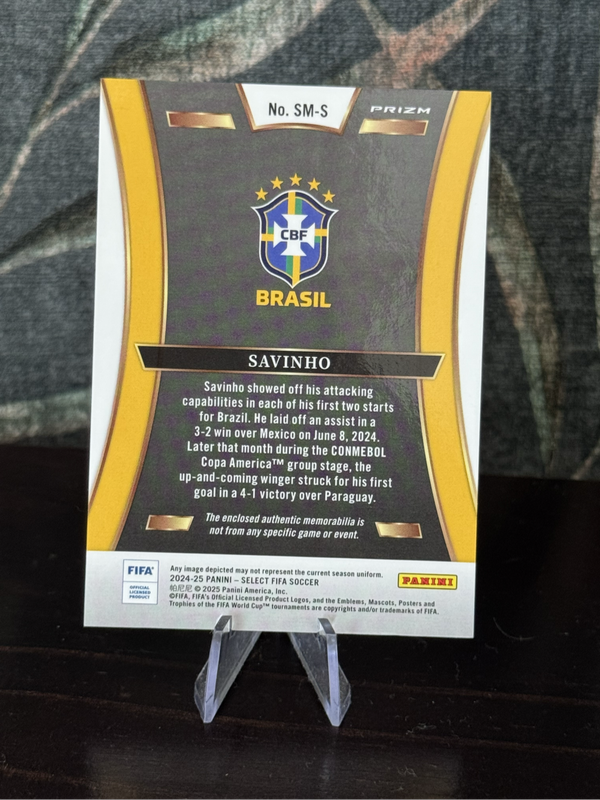 No. SM-S
PRIZM
CBF
BRASIL
SAVINHO
Savinho showed off his attacking
capabilities in each of his first two starts
for Brazil. He laid off an assist in a
3-2 win over Mexico on June 8, 2024.
Later that month during the CONMEBOL
Copa America™ group stage, the
up-and-coming winger struck for his first
goal in a 4-1 victory over Paraguay.
The enclosed authentic memorabilia is
not from any specific game or event.
FIFA®
OFFICIAL
LICENSED
PRODUCT
Any image depicted may not represent the current season uniform.
2024-25 PANINI – SELECT FIFA SOCCER
帕尼尼 © 2025 Panini America, Inc.
©FIFA, FIFA's Official Licensed Product Logos, and the Emblems, Mascots, Posters and
Trophies of the FIFA World Cup™ tournaments are copyrights and/or trademarks of FIFA.
PANINI